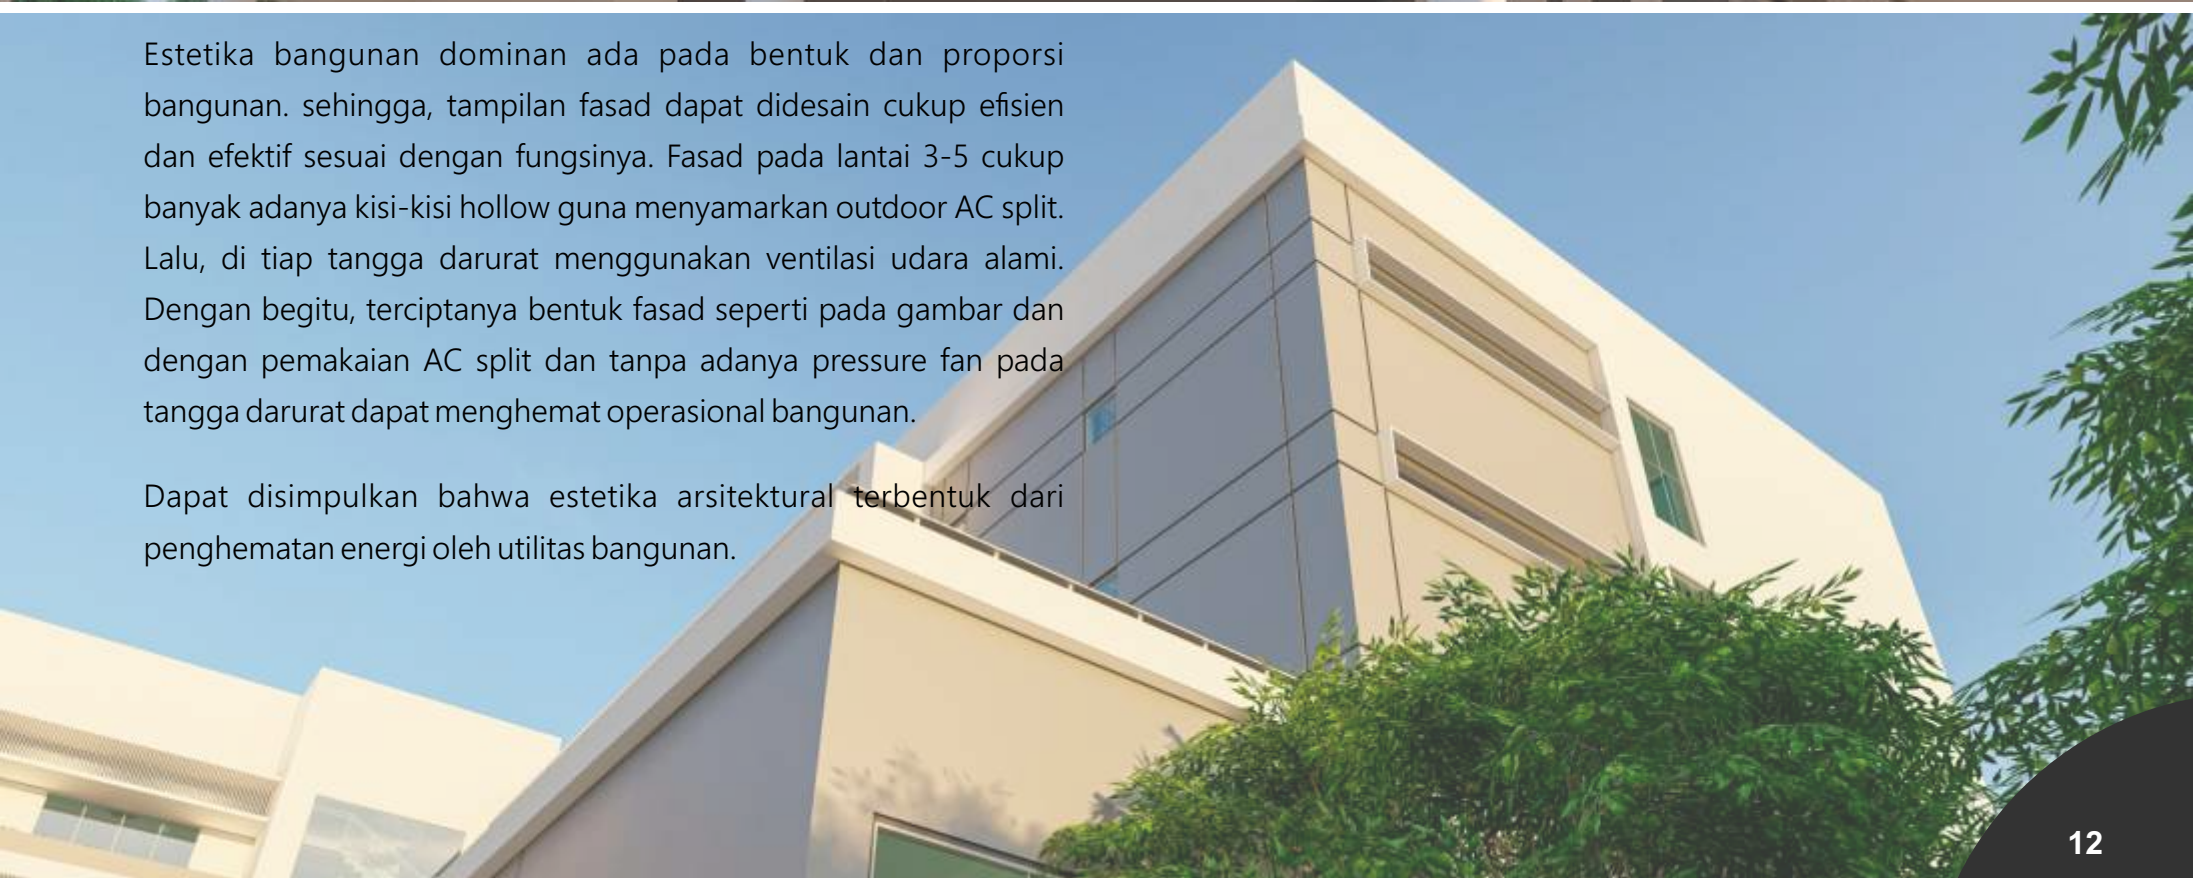 Estetika bangunan dominan ada pada bentuk dan proporsi
bangunan. sehingga, tampilan fasad dapat didesain cukup efisien
dan efektif sesuai dengan fungsinya. Fasad pada lantai 3-5 cukup
banyak adanya kisi-kisi hollow guna menyamarkan outdoor AC split.
Lalu, di tiap tangga darurat menggunakan ventilasi udara alami.
Dengan begitu, terciptanya bentuk fasad seperti pada gambar dan
dengan pemakaian AC split dan tanpa adanya pressure fan pada
tangga darurat dapat menghemat operasional bangunan.
Dapat disimpulkan bahwa estetika arsitektural terbentuk dari
penghematan energi oleh utilitas bangunan.
12